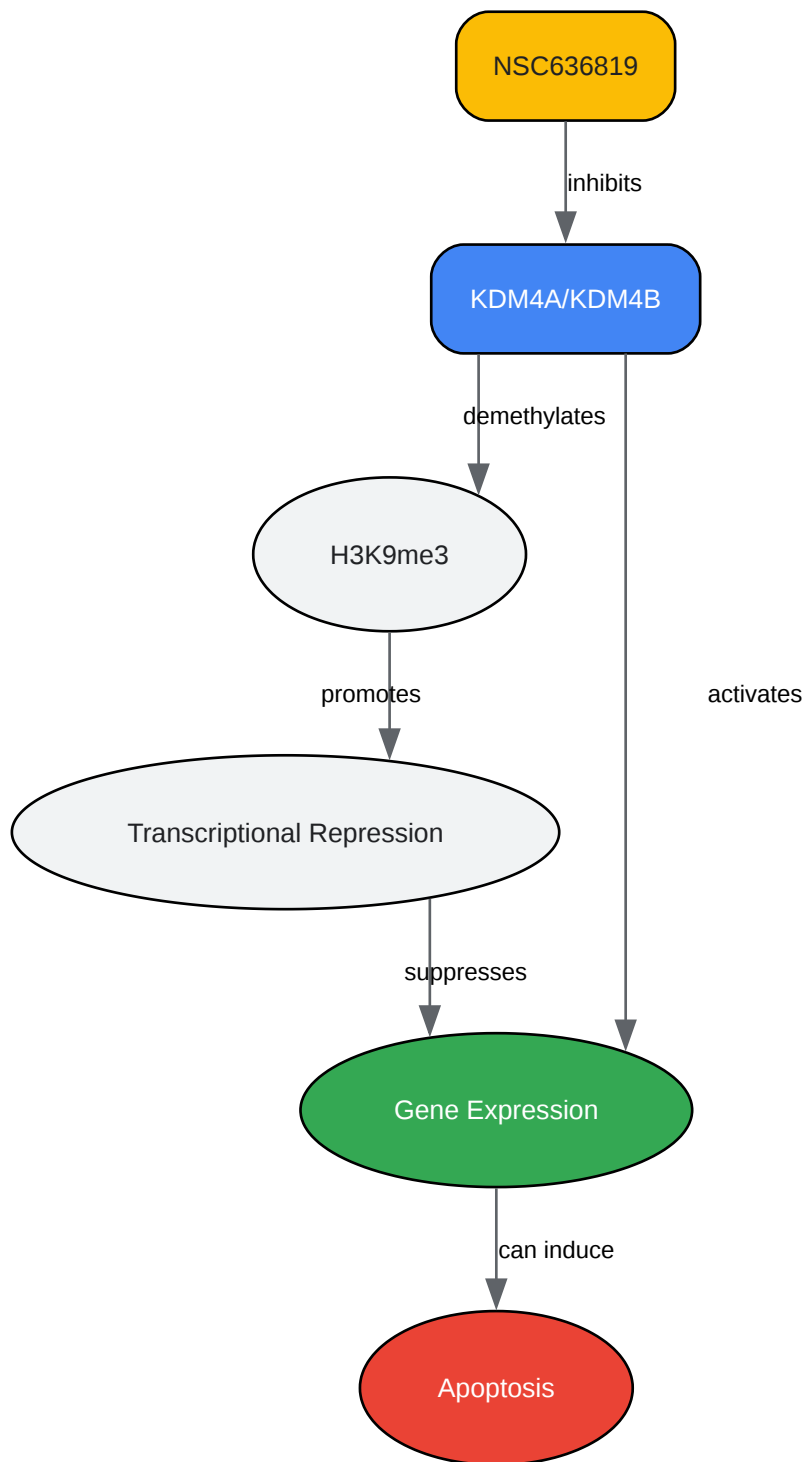 NSC636819
inhibits
KDM4A/KDM4B
demethylates
H3K9me3
promotes
activates
Transcriptional Repression
suppresses
Gene Expression
can induce
Apoptosis